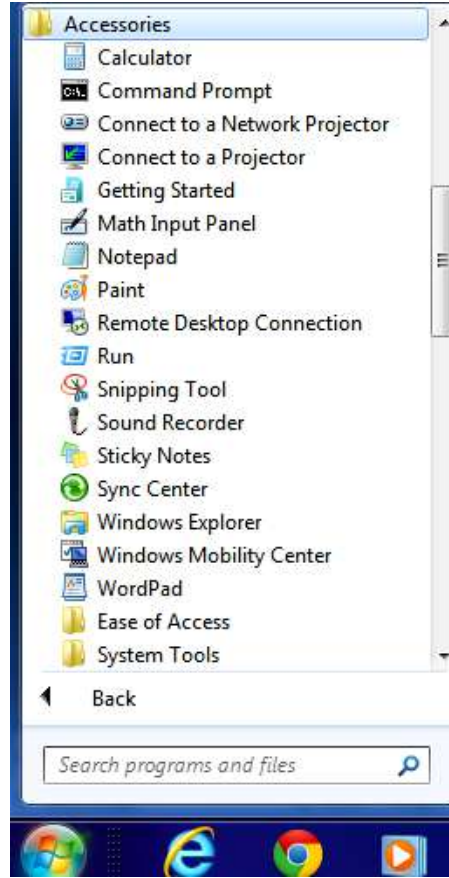 Accessories
Calculator
Command Prompt
Connect to a Network Projector
Connect to a Projector
Getting Started
Math Input Panel
Notepad
Paint
Remote Desktop Connection
Run
Snipping Tool
Sound Recorder
Sticky Notes
Sync Center
Windows Explorer
Windows Mobility Center
WordPad
Ease of Access
System Tools
Back
Search programs and files